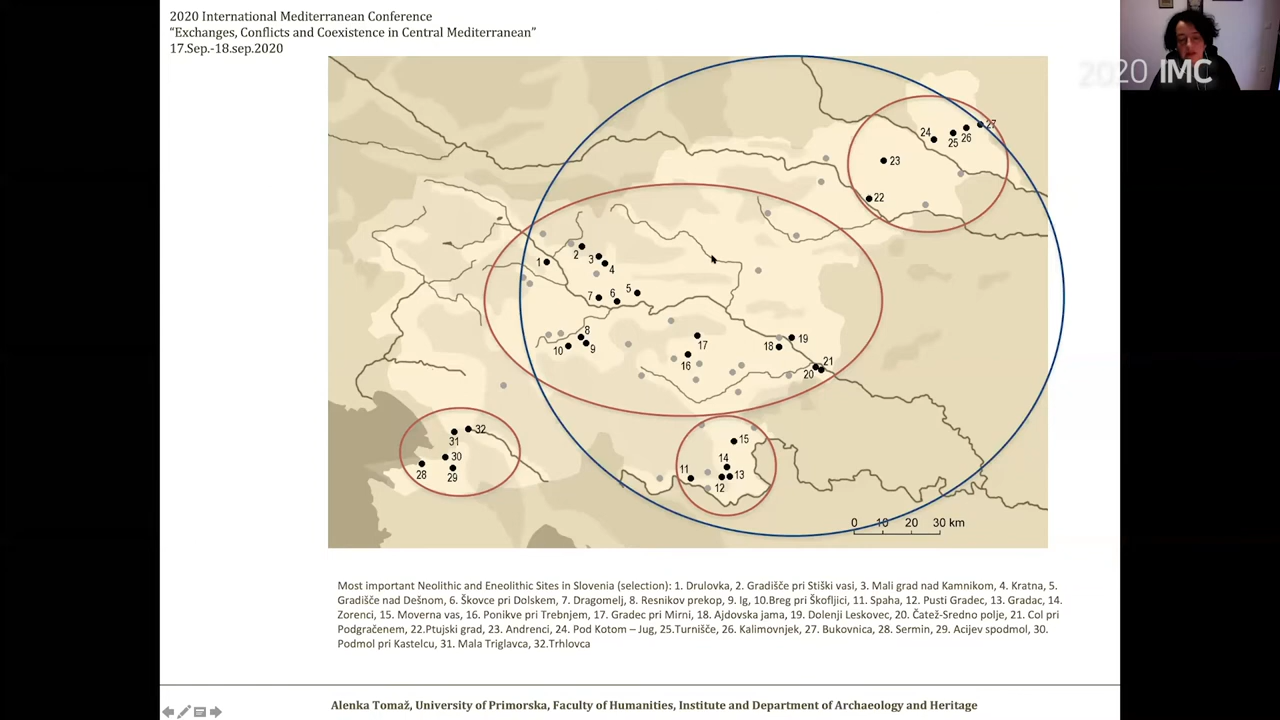 2020 International Mediterranean Conference
“Exchanges, Conflicts and Coexistence in Central Mediterranean”
17.Sep.-18.sep.2020
2020 IMC
27
24
25
26
23
22
2
3
1
4
5
7
6
8
10
9
17
16
18
19
21
20
15
14
11
13
12
32
31
30
28
29
0 10 20 30 km
Most important Neolithic and Eneolithic Sites in Slovenia (selection): 1. Drulovka, 2. Gradišče pri Stiški vasi, 3. Mali grad nad Kamnikom, 4. Kratna, 5.
Gradišče nad Dešnom, 6. Škovce pri Dolskem, 7. Dragomelj, 8. Resnikov prekop, 9. Ig, 10.Breg pri Škofljici, 11. Spaha, 12. Pusti Gradec, 13. Gradac, 14.
Zorenci, 15. Moverna vas, 16. Ponikve pri Trebnjem, 17. Gradec pri Mirni, 18. Ajdovska jama, 19. Dolenji Leskovec, 20. Čatež-Sredno polje, 21. Col pri
Podgračenem, 22.Ptujski grad, 23. Andrenci, 24. Pod Kotom – Jug, 25.Turnišče, 26. Kalimovnjek, 27. Bukovnica, 28. Sermin, 29. Acijev spodmol, 30.
Podmol pri Kastelcu, 31. Mala Triglavca, 32.Trhlovca
Alenka Tomaž, University of Primorska, Faculty of Humanities, Institute and Department of Archaeology and Heritage